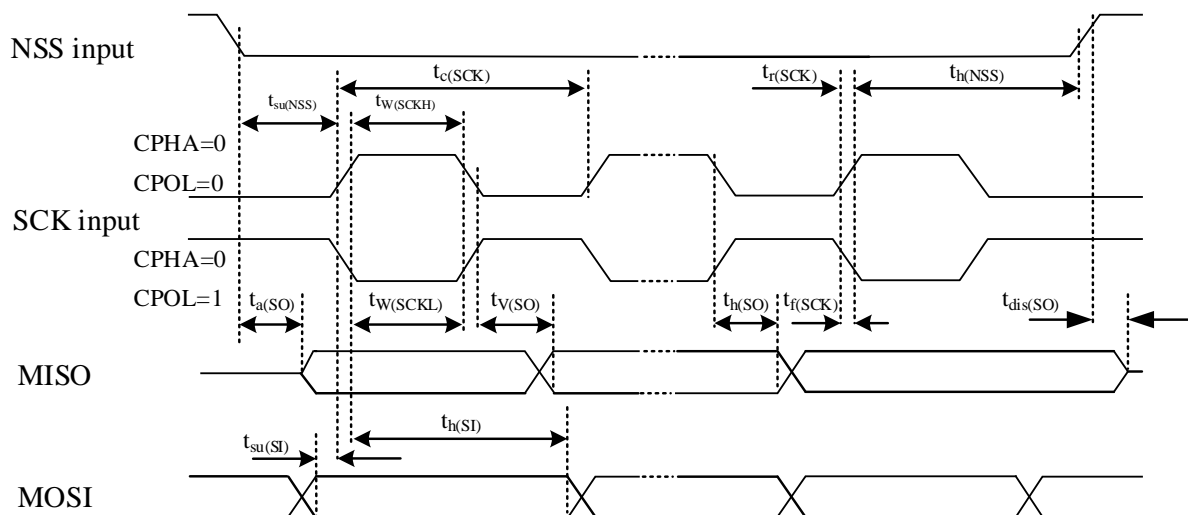 NSS input
tc(SCK)
tr(SCK)
th(NSS)
tsu(NSS)
tW(SCKH)
CPHA=0
CPOL=0
SCK input
CPHA=0
CPOL=1
ta(SO)
tW(SCKL)
tV(SO)
th(SO)
tf(SCK)
tdis(SO)
MISO
th(SI)
tsu(SI)
MOSI